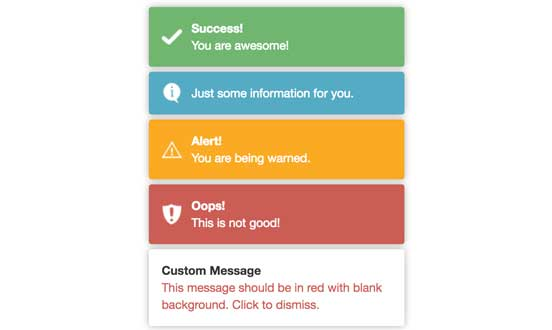 Success!
You are awesome!
Just some information for you.
Alert!
You are being warned.
Oops!
This is not good!
Custom Message
This message should be in red with blank
background. Click to dismiss.